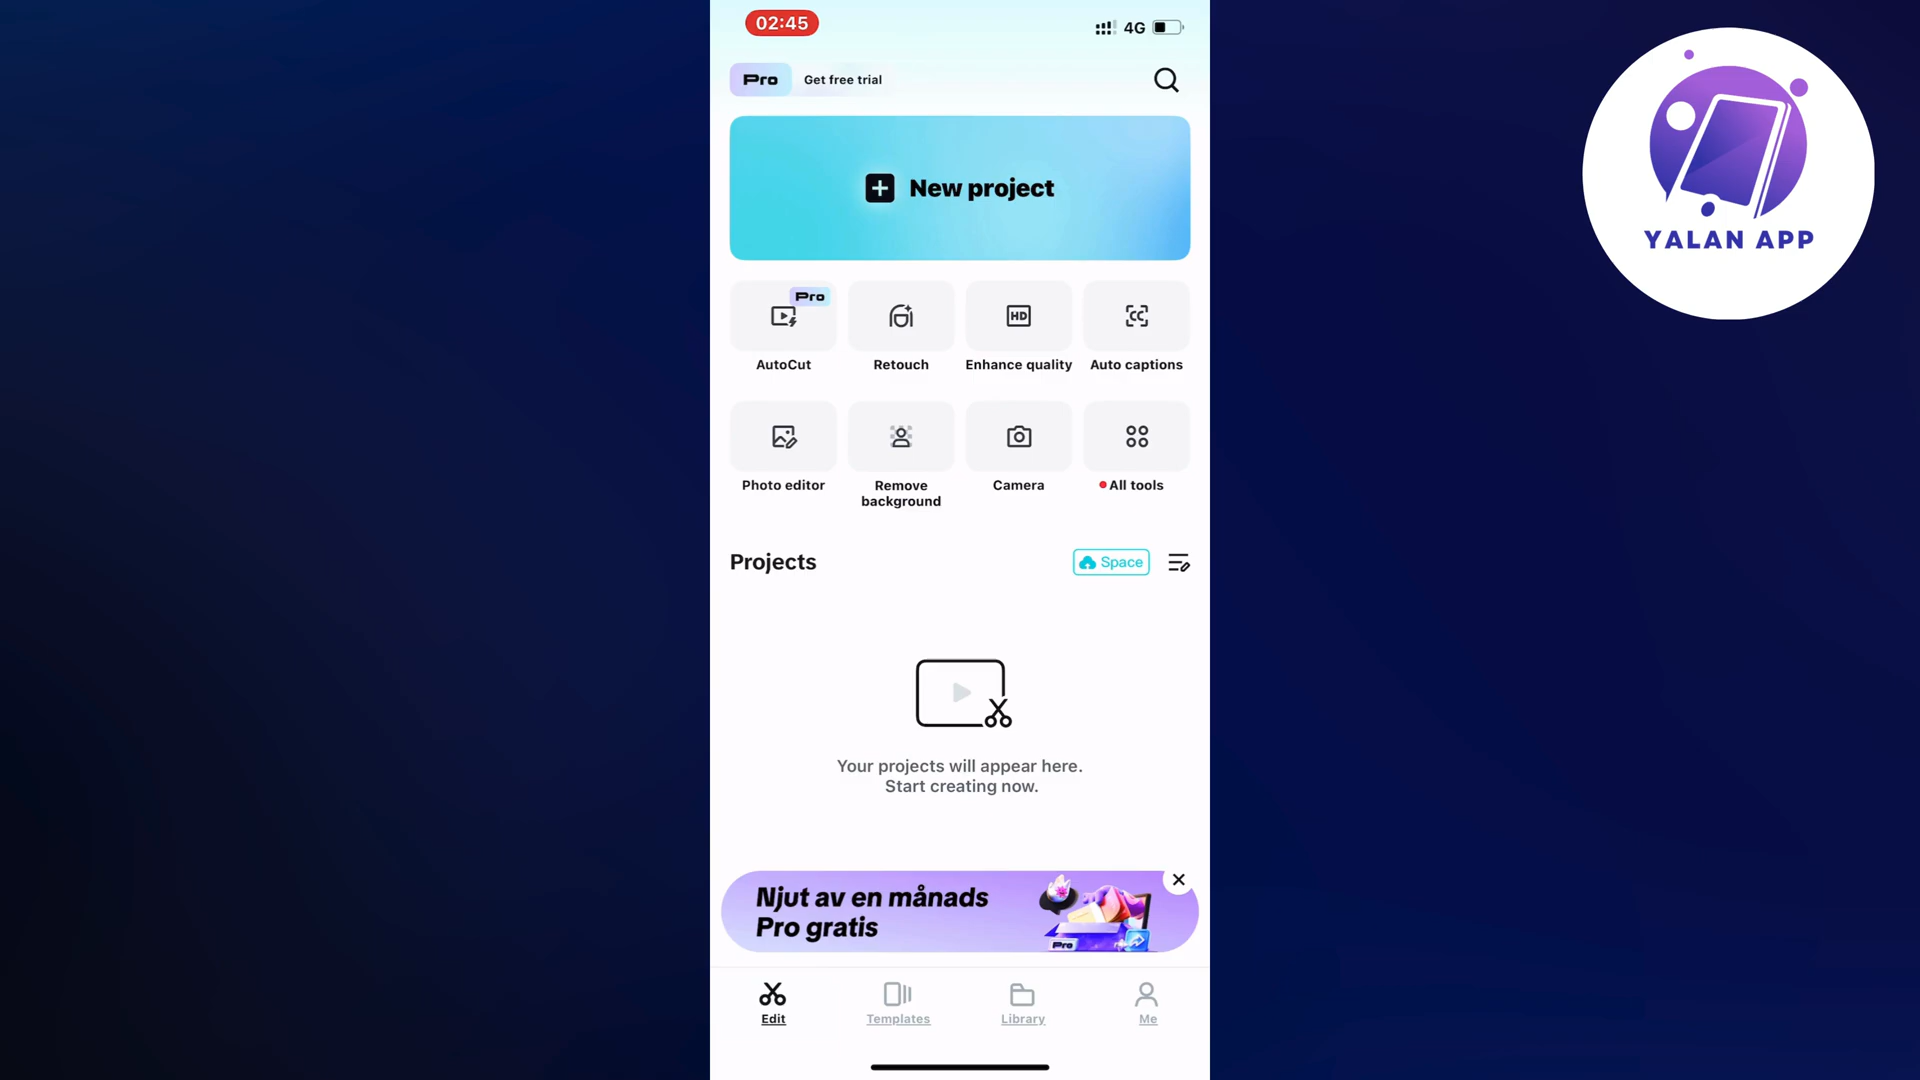 02:45
4G
Pro
Get free trial
YALAN APP
New project
Pro
HD
CC
AutoCut
Retouch
Enhance quality
Auto captions
Photo editor
Remove
background
Camera
All tools
Projects
Space
Your projects will appear here.
Start creating now.
Njut av en månads
Pro gratis
Pro
Edit
Templates
Library
Me